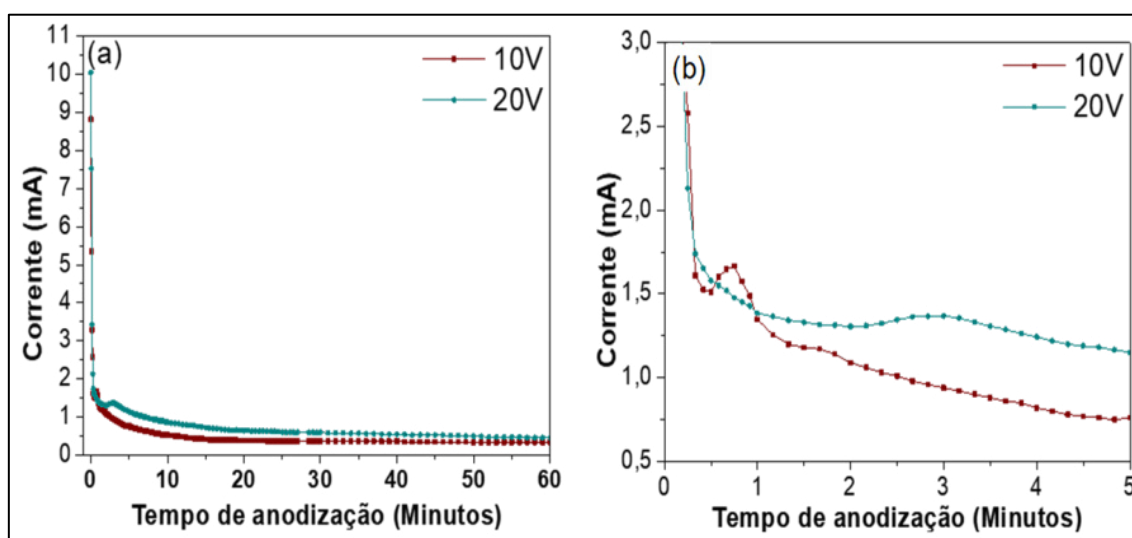 (a)
10V
20V
11
10
9
8
7
6
5
4
3
2
1
0
Corrente (mA)
0 10 20 30 40 50 60
Tempo de anodização (Minutos)
(b)
10V
20V
3,0
2,5
2,0
1,5
1,0
0,5
Corrente (mA)
0 1 2 3 4 5
Tempo de anodização (Minutos)